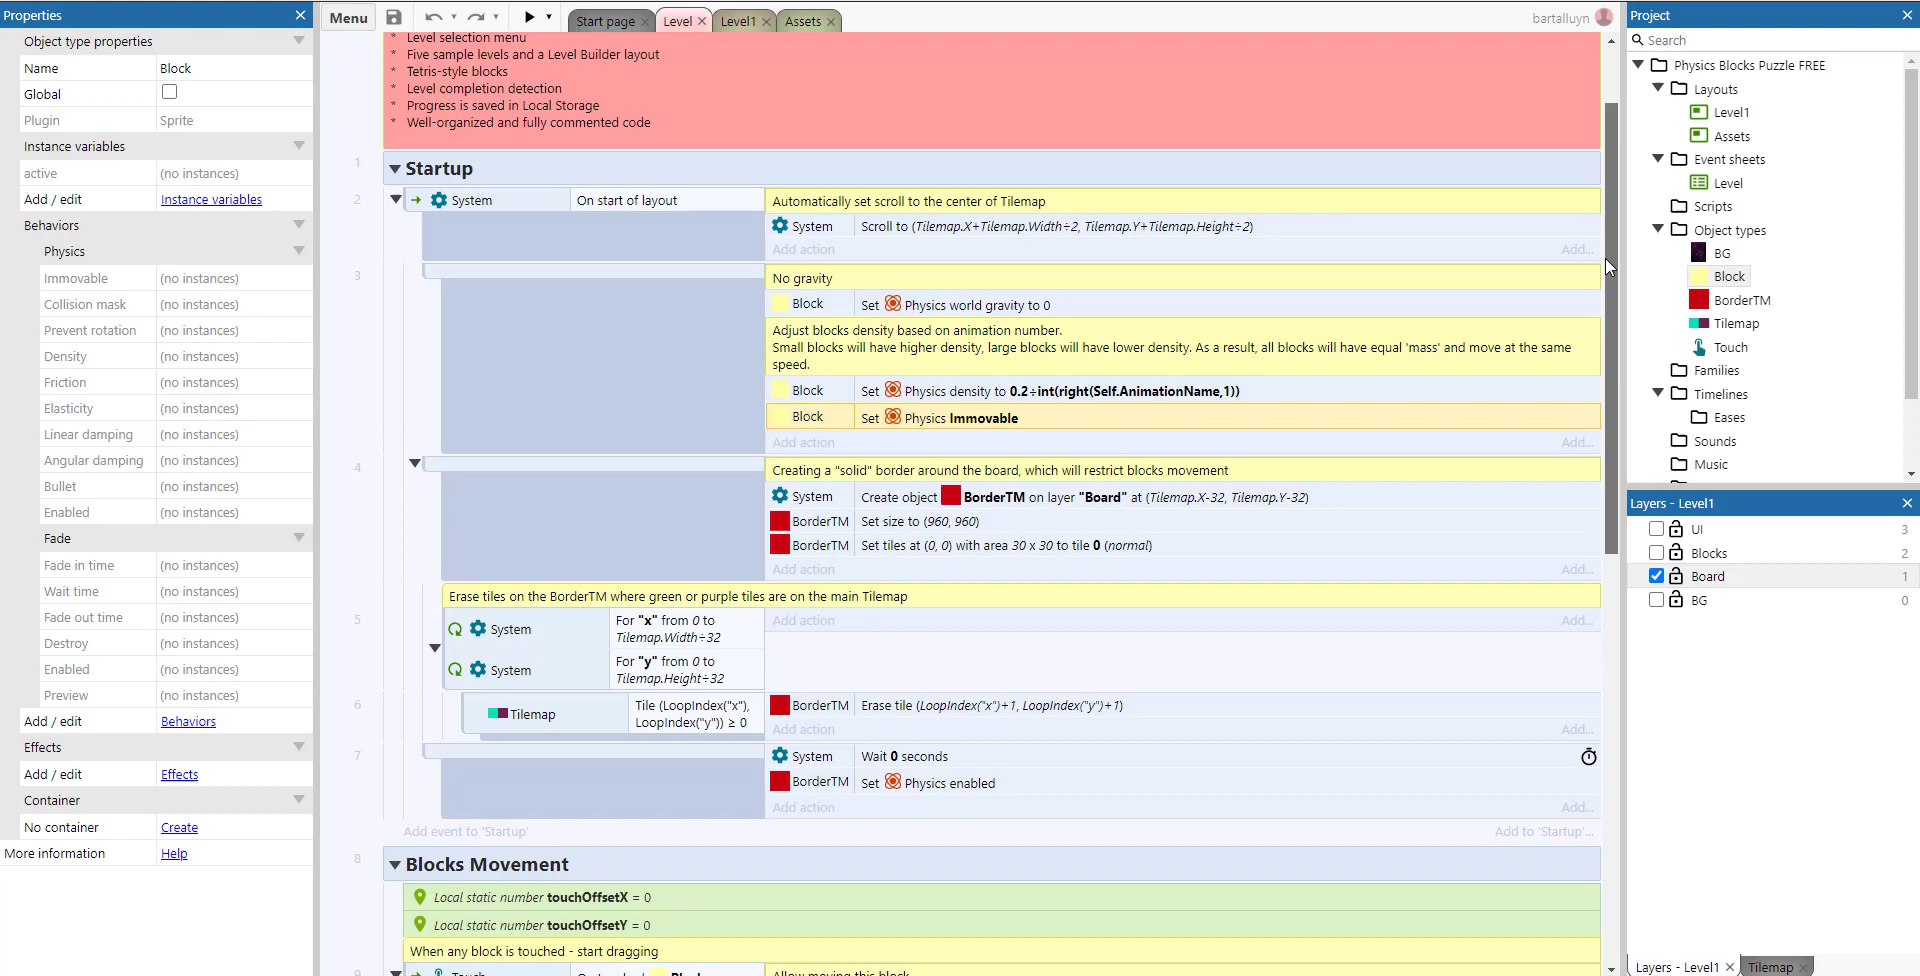 Properties
Object type properties
Name Block
Global
Plugin Sprite
Instance variables
active (no instances)
Add / edit Instance variables
Behaviors
Physics
Immovable (no instances)
Collision mask (no instances)
Prevent rotation (no instances)
Density (no instances)
Friction (no instances)
Elasticity (no instances)
Linear damping (no instances)
Angular damping (no instances)
Bullet (no instances)
Enabled (no instances)
Fade
Fade in time (no instances)
Wait time (no instances)
Fade out time (no instances)
Destroy (no instances)
Enabled (no instances)
Preview (no instances)
Add / edit Behaviors
Effects
Add / edit Effects
Container
No container Create
More information Help
Menu
Start page
Level
Level1
Assets
bartalluyn
* Level selection menu
* Five sample levels and a Level Builder layout
* Tetris-style blocks
* Level completion detection
* Progress is saved in Local Storage
* Well-organized and fully commented code
1 Startup
2 System On start of layout
Automatically set scroll to the center of Tilemap
System Scroll to (Tilemap.X+Tilemap.Width÷2, Tilemap.Y+Tilemap.Height÷2)
Add action Add...
3 No gravity
Block Set Physics world gravity to 0
Adjust blocks density based on animation number.
Small blocks will have higher density, large blocks will have lower density. As a result, all blocks will have equal 'mass' and move at the same
speed.
Block Set Physics density to 0.2÷int(right(Self.AnimationName,1))
Block Set Physics Immovable
Add action Add...
4 Creating a "solid" border around the board, which will restrict blocks movement
System Create object BorderTM on layer "Board" at (Tilemap.X-32, Tilemap.Y-32)
BorderTM Set size to (960, 960)
BorderTM Set tiles at (0, 0) with area 30 x 30 to tile 0 (normal)
Add action Add...
Erase tiles on the BorderTM where green or purple tiles are on the main Tilemap
5 System For "x" from 0 to
Tilemap.Width÷32
Add action Add...
System For "y" from 0 to
Tilemap.Height÷32
6 Tilemap Tile (LoopIndex("x"),
LoopIndex("y")) ≥ 0
BorderTM Erase tile (LoopIndex("x")+1, LoopIndex("y")+1)
Add action Add...
7 System Wait 0 seconds
BorderTM Set Physics enabled
Add action Add...
Add event to 'Startup' Add to 'Startup'...
8 Blocks Movement
Local static number touchOffsetX = 0
Local static number touchOffsetY = 0
When any block is touched - start dragging
9 Touch On touched Block Allow moving this block
Project
Search
Physics Blocks Puzzle FREE
Layouts
Level1
Assets
Event sheets
Level
Scripts
Object types
BG
Block
BorderTM
Tilemap
Touch
Families
Timelines
Eases
Sounds
Music
Layers - Level1
UI 3
Blocks 2
Board 1
BG 0
Layers - Level1
Tilemap